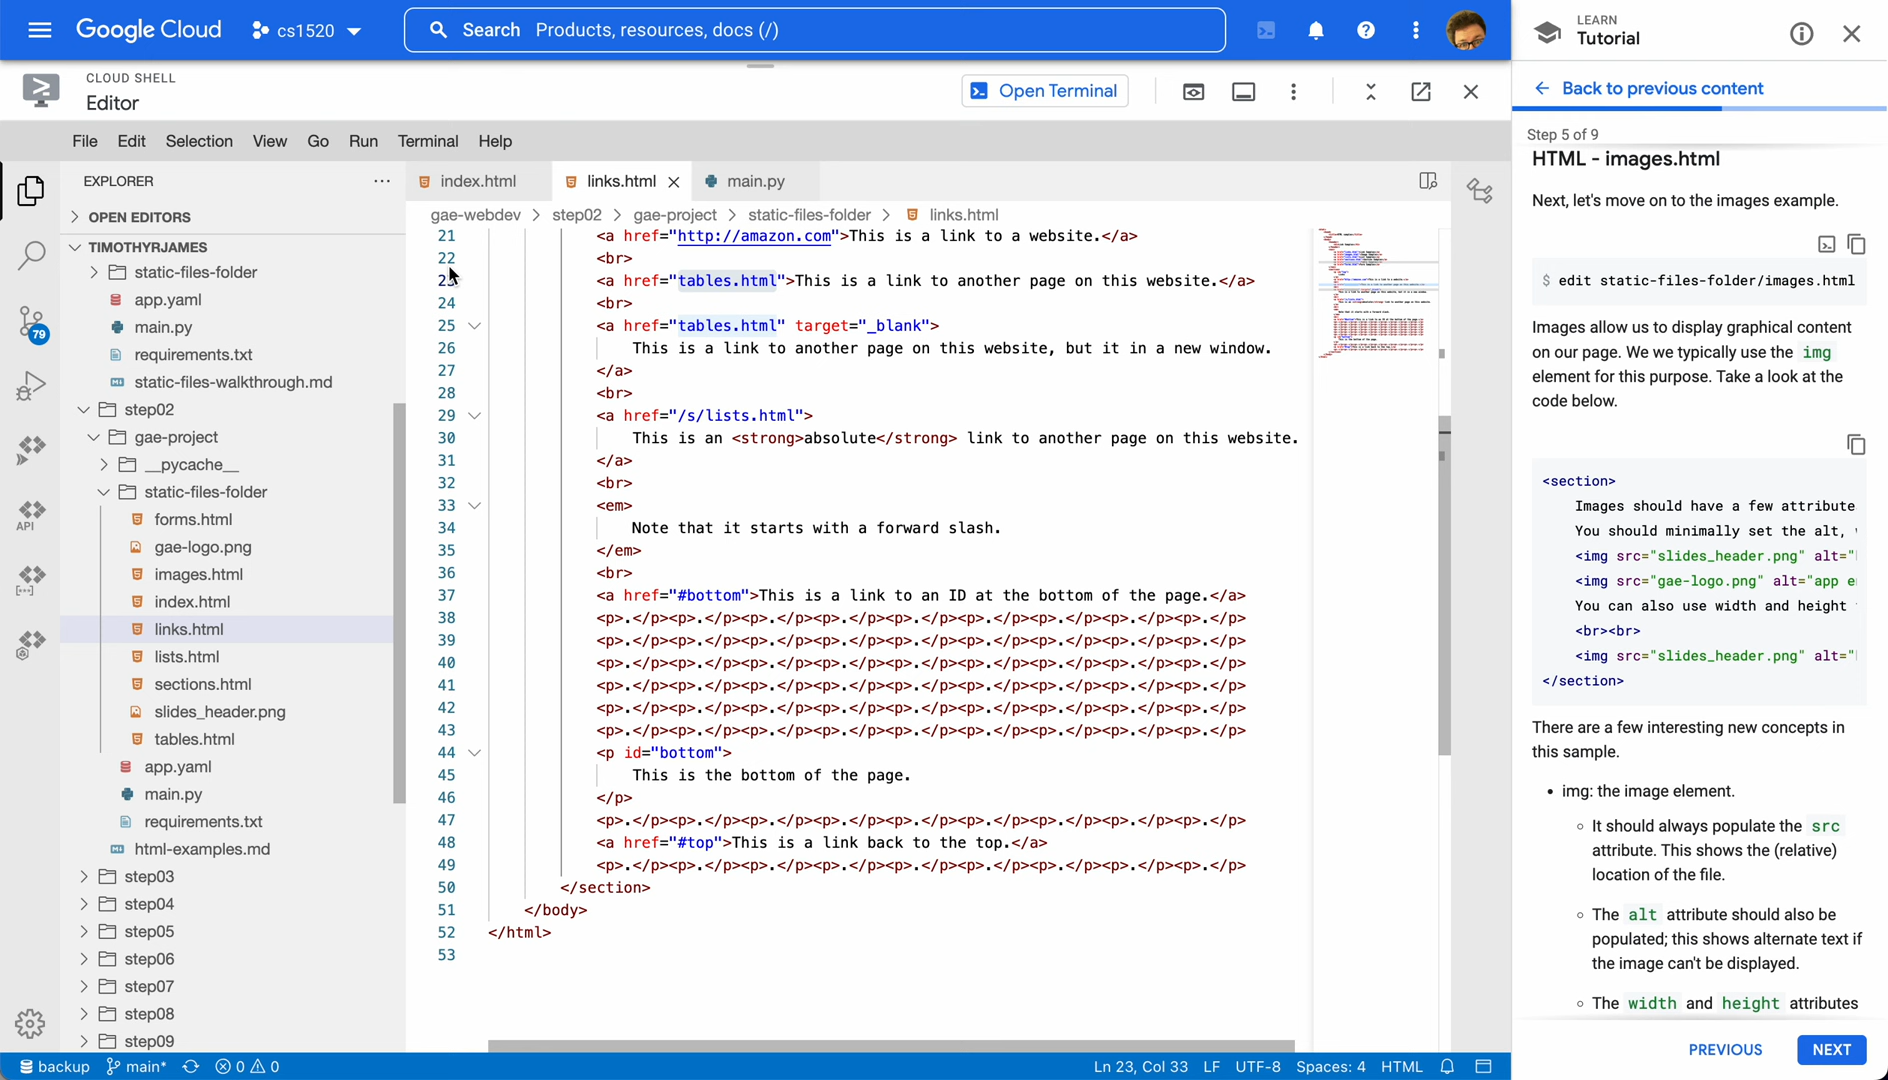 Google Cloud
cs1520
Search Products, resources, docs (/)
LEARN
Tutorial
CLOUD SHELL
Editor
Open Terminal
Back to previous content
File Edit Selection View Go Run Terminal Help
Step 5 of 9
HTML - images.html
Next, let's move on to the images example.
$ edit static-files-folder/images.html
Images allow us to display graphical content
on our page. We we typically use the img
element for this purpose. Take a look at the
code below.
<section>
Images should have a few attribute
You should minimally set the alt,
<img src="slides_header.png" alt="
<img src="gae-logo.png" alt="app e
You can also use width and height
<br><br>
<img src="slides_header.png" alt="
</section>
There are a few interesting new concepts in
this sample.
• img: the image element.
It should always populate the src
attribute. This shows the (relative)
location of the file.
The alt attribute should also be
populated; this shows alternate text if
the image can't be displayed.
The width and height attributes
PREVIOUS NEXT
EXPLORER
OPEN EDITORS
TIMOTHYRJAMES
static-files-folder
app.yaml
main.py
requirements.txt
static-files-walkthrough.md
step02
gae-project
__pycache__
static-files-folder
forms.html
gae-logo.png
images.html
index.html
links.html
lists.html
sections.html
slides_header.png
tables.html
app.yaml
main.py
requirements.txt
html-examples.md
step03
step04
step05
step06
step07
step08
step09
79
API
index.html links.html main.py
gae-webdev > step02 > gae-project > static-files-folder > links.html
21 <a href="http://amazon.com">This is a link to a website.</a>
22 <br>
23 <a href="tables.html">This is a link to another page on this website.</a>
24 <br>
25 <a href="tables.html" target="_blank">
26 This is a link to another page on this website, but it in a new window.
27 </a>
28 <br>
29 <a href="/s/lists.html">
30 This is an <strong>absolute</strong> link to another page on this website.
31 </a>
32 <br>
33 <em>
34 Note that it starts with a forward slash.
35 </em>
36 <br>
37 <a href="#bottom">This is a link to an ID at the bottom of the page.</a>
38 <p>.</p><p>.</p><p>.</p><p>.</p><p>.</p><p>.</p><p>.</p><p>.</p><p>.</p>
39 <p>.</p><p>.</p><p>.</p><p>.</p><p>.</p><p>.</p><p>.</p><p>.</p><p>.</p>
40 <p>.</p><p>.</p><p>.</p><p>.</p><p>.</p><p>.</p><p>.</p><p>.</p><p>.</p>
41 <p>.</p><p>.</p><p>.</p><p>.</p><p>.</p><p>.</p><p>.</p><p>.</p><p>.</p>
42 <p>.</p><p>.</p><p>.</p><p>.</p><p>.</p><p>.</p><p>.</p><p>.</p><p>.</p>
43 <p>.</p><p>.</p><p>.</p><p>.</p><p>.</p><p>.</p><p>.</p><p>.</p><p>.</p>
44 <p id="bottom">
45 This is the bottom of the page.
46 </p>
47 <p>.</p><p>.</p><p>.</p><p>.</p><p>.</p><p>.</p><p>.</p><p>.</p><p>.</p>
48 <a href="#top">This is a link back to the top.</a>
49 <p>.</p><p>.</p><p>.</p><p>.</p><p>.</p><p>.</p><p>.</p><p>.</p><p>.</p>
50 </section>
51 </body>
52 </html>
53
backup main* 0 0
Ln 23, Col 33 LF UTF-8 Spaces: 4 HTML